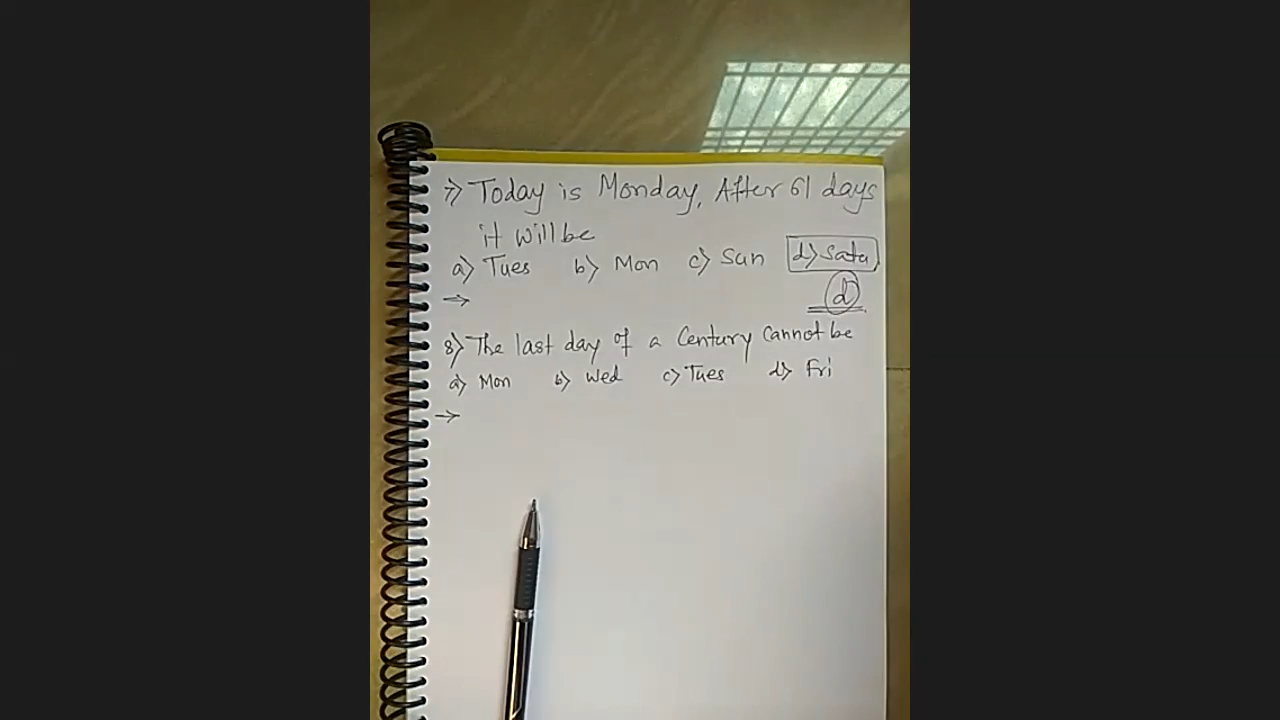 7) Today is Monday, After 61 days
it will be
a) Tues b) Mon c) Sun d) Satu
→ d
8) The last day of a Century cannot be
a) Mon b) Wed c) Tues d) Fri
→